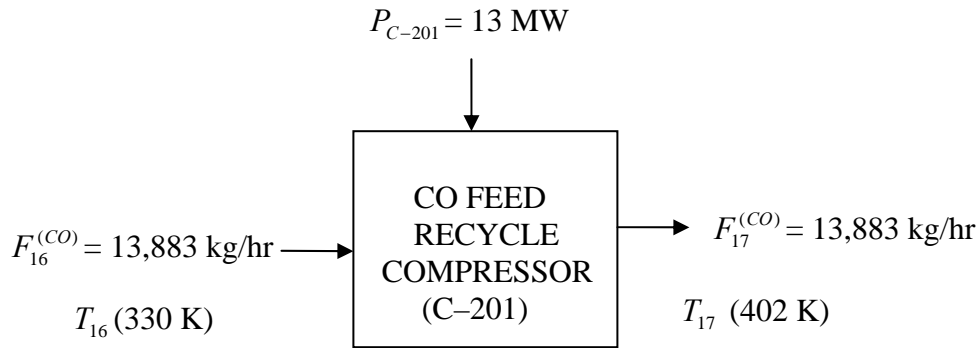 P_{C–201} = 13 MW
CO FEED
RECYCLE
COMPRESSOR
(C–201)
F_{16}^{(CO)} = 13,883 kg/hr
T_{16} (330 K)
F_{17}^{(CO)} = 13,883 kg/hr
T_{17} (402 K)